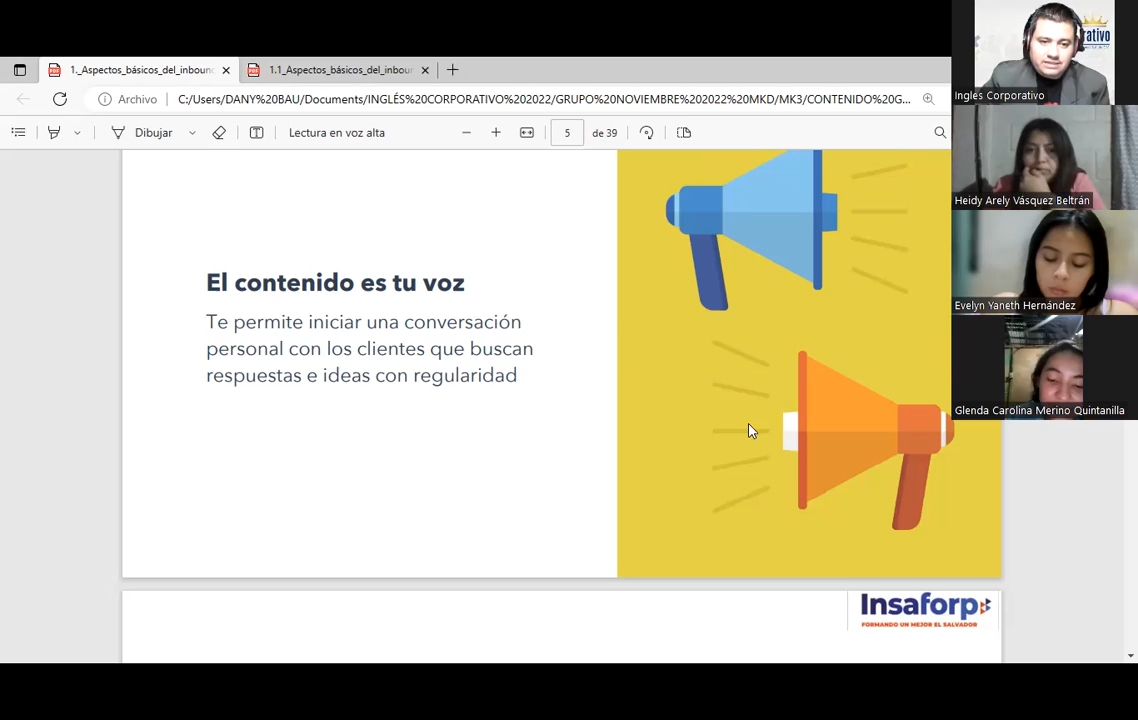 1._Aspectos_básicos_del_inbound
1.1_Aspectos_básicos_del_inbour
Archivo
C:/Users/DANY%20BAU/Documents/INGLÉS%20CORPORATIVO%202022/GRUPO%20NOVIEMBRE%202022%20MKD/MK3/CONTENIDO%20G...
Dibujar
Lectura en voz alta
5
de 39
El contenido es tu voz
Te permite iniciar una conversación
personal con los clientes que buscan
respuestas e ideas con regularidad
Insaforp
FORMANDO UN MEJOR EL SALVADOR
rativo
Ingles Corporativo
Heidy Arely Vásquez Beltrán
Evelyn Yaneth Hernández
Glenda Carolina Merino Quintanilla